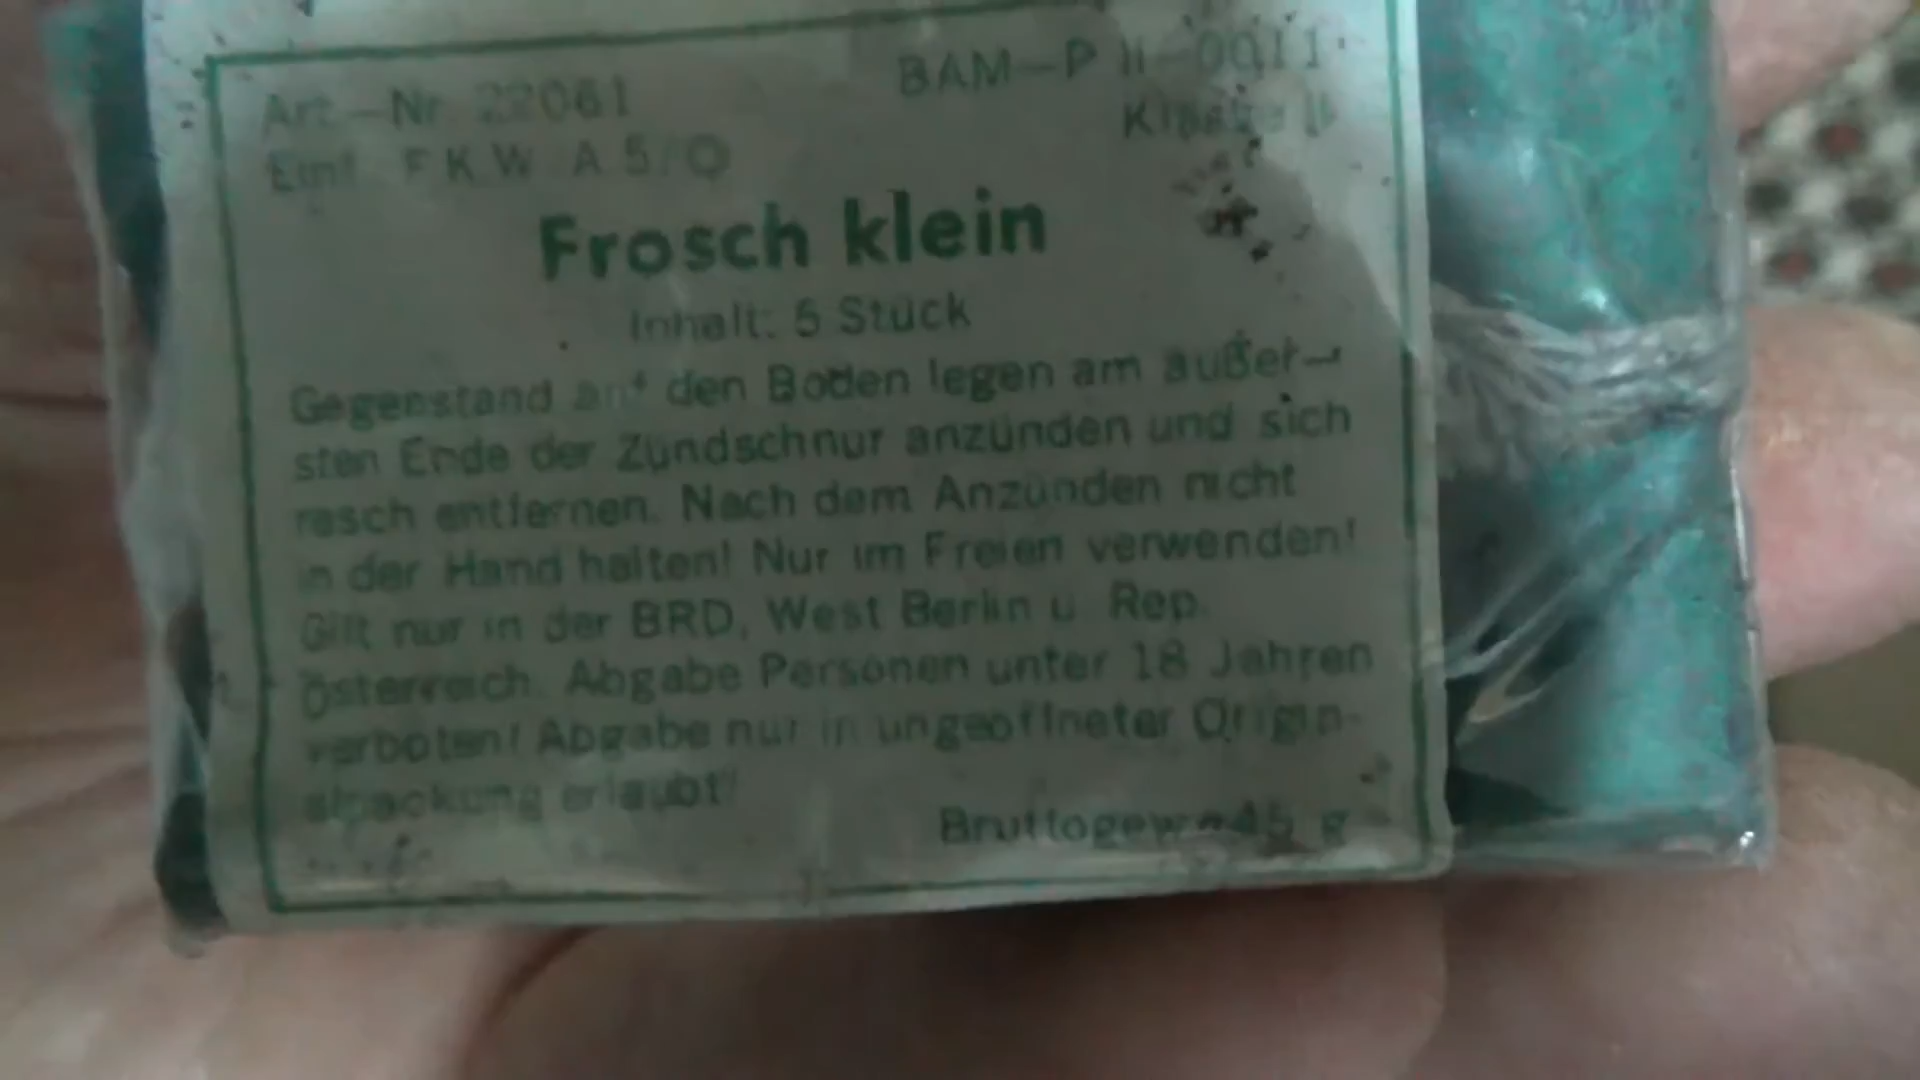 Art.-Nr. 22061
BAM-P II-0011
Klasse II
Einf. F K W A 5/O
Frosch klein
Inhalt: 5 Stück
Gegenstand auf den Boden legen am äußer-
sten Ende der Zündschnur anzünden und sich
rasch entfernen. Nach dem Anzünden nicht
in der Hand halten! Nur im Freien verwenden!
Gilt nur in der BRD, West Berlin u. Rep.
Österreich. Abgabe Personen unter 18 Jahren
verboten! Abgabe nur in ungeöffneter Origin-
alpackung erlaubt!
45 g